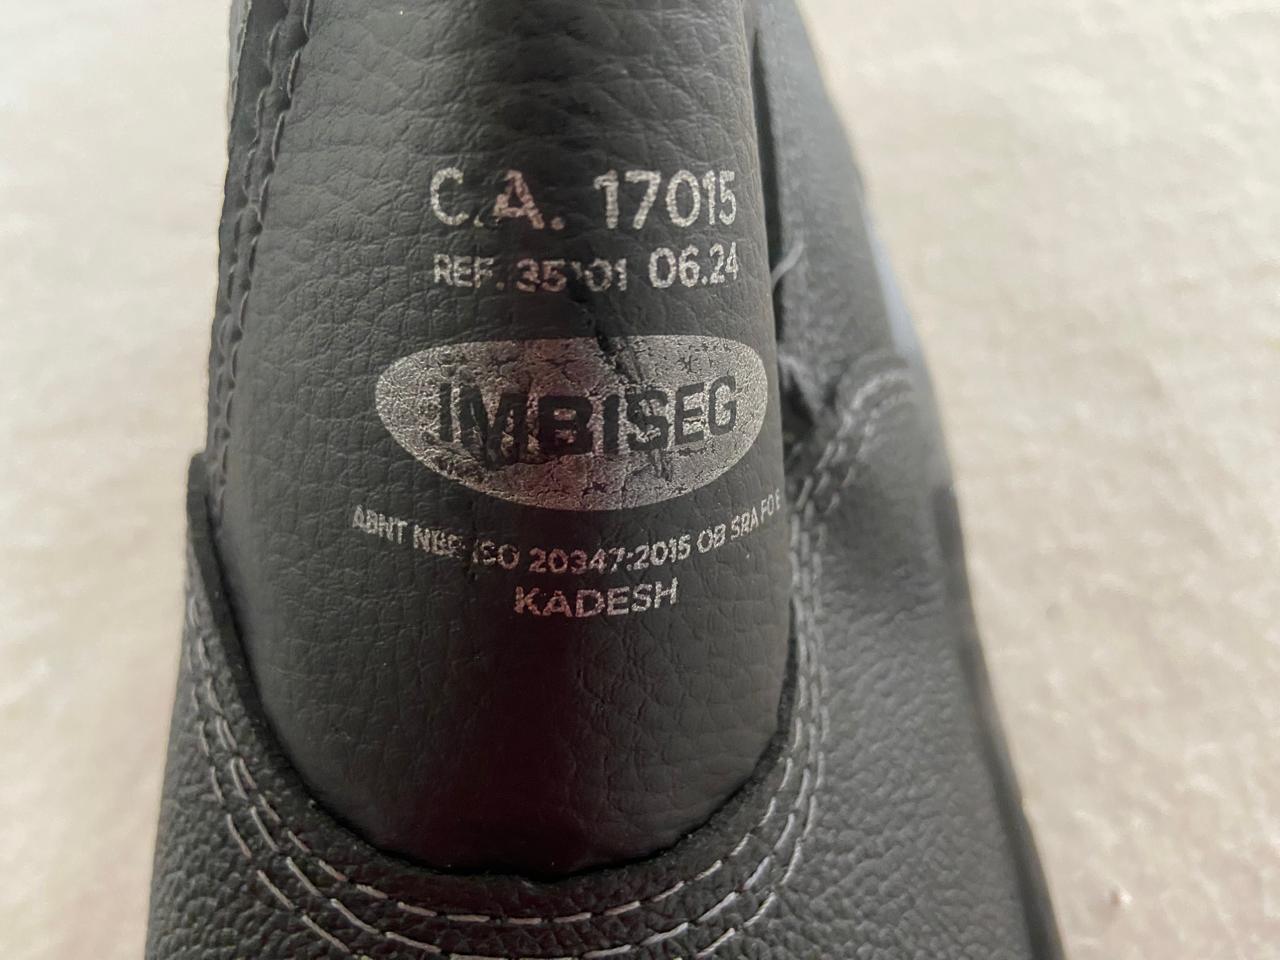 C.A. 17015
REF. 35101 06.24
IMBISEG
ABNT NBR ISO 20347:2015 OB SRA FO E
KADESH